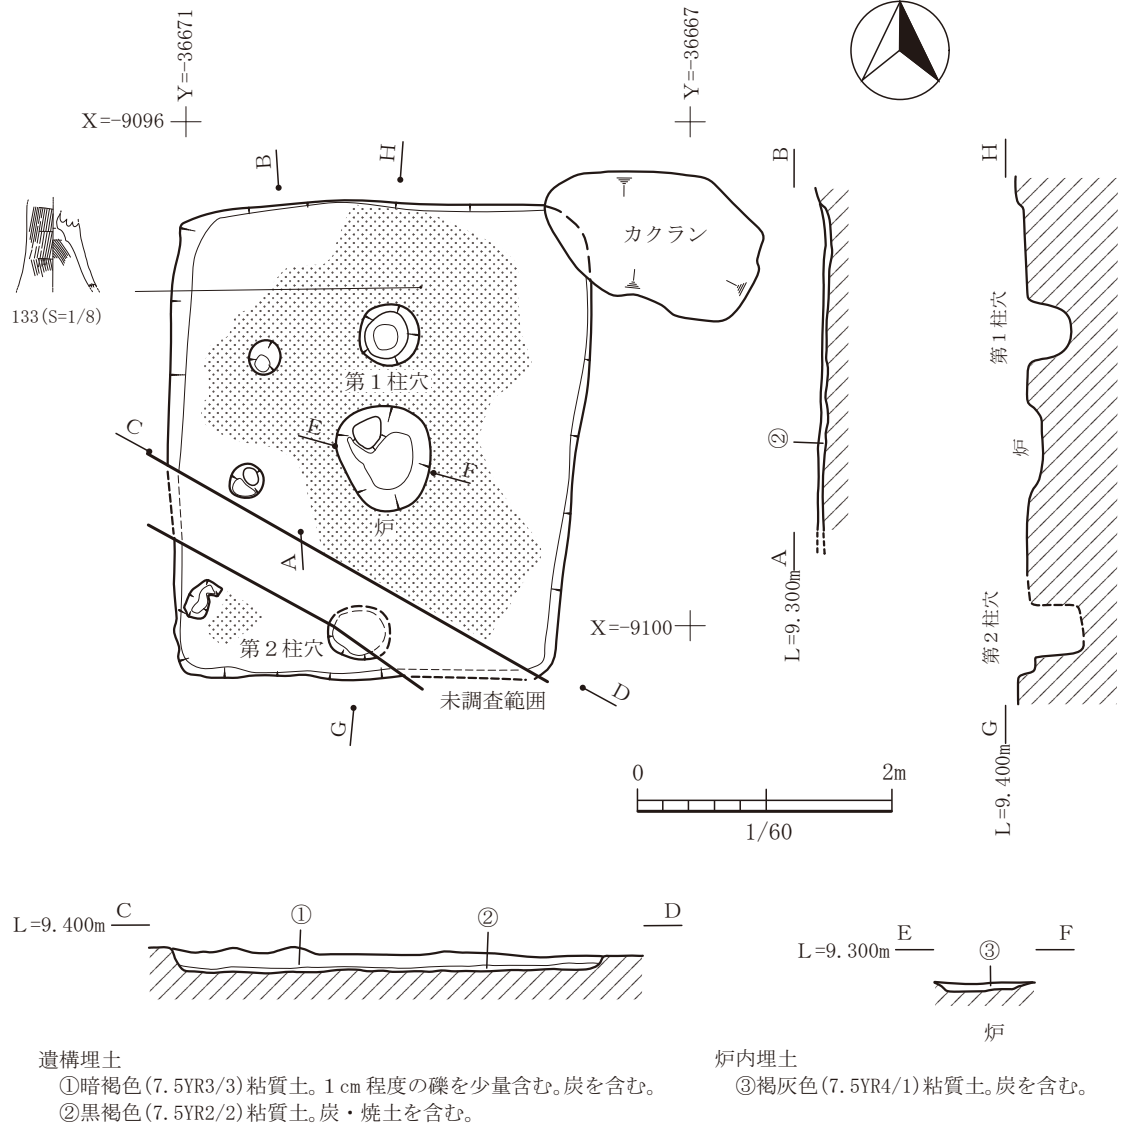 Y=-36671
Y=-36667
X=-9096
B
H
B
H
カクラン
133(S=1/8)
第1柱穴
第1柱穴
C
E
F
②
炉
炉
A
A
L=9.300m
第2柱穴
X=-9100
第2柱穴
D
未調査範囲
G
G
L=9.400m
0
2m
1/60
C
①
②
D
L=9.400m
E
F
L=9.300m
③
炉
遺構埋土
①暗褐色(7.5YR3/3)粘質土。1cm程度の礫を少量含む。炭を含む。
②黒褐色(7.5YR2/2)粘質土。炭・焼土を含む。
炉内埋土
③褐灰色(7.5YR4/1)粘質土。炭を含む。